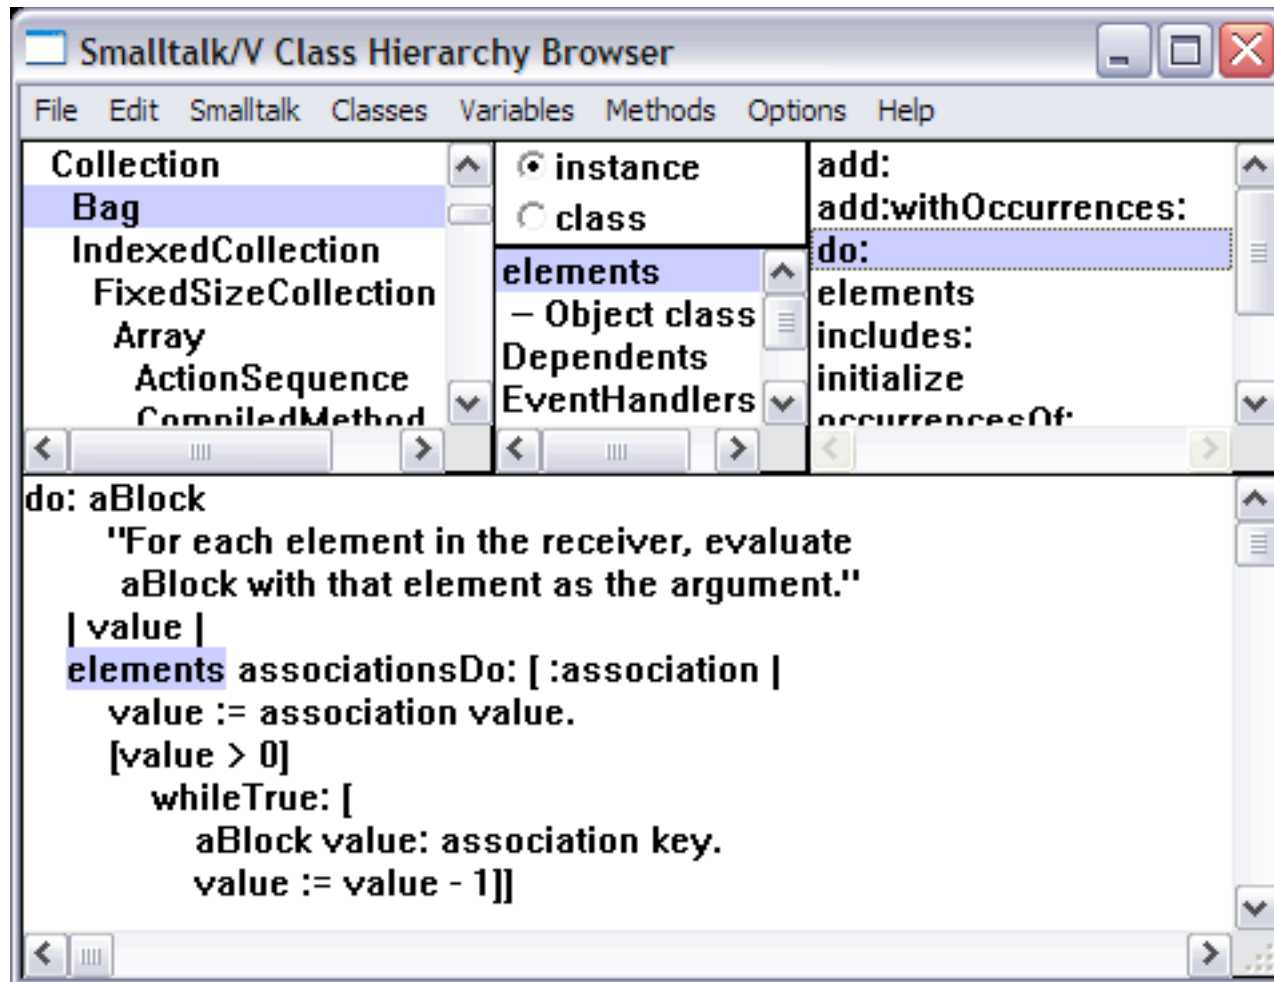 Smalltalk/V Class Hierarchy Browser
File Edit Smalltalk Classes Variables Methods Options Help
Collection
Bag
IndexedCollection
FixedSizeCollection
Array
ActionSequence
CompiledMethod
instance
class
elements
– Object class
Dependents
EventHandlers
add:
add:withOccurrences:
do:
elements
includes:
initialize
occurrencesOf:
do: aBlock
"For each element in the receiver, evaluate
aBlock with that element as the argument."
| value |
elements associationsDo: [ :association |
value := association value.
[value > 0]
whileTrue: [
aBlock value: association key.
value := value - 1]]